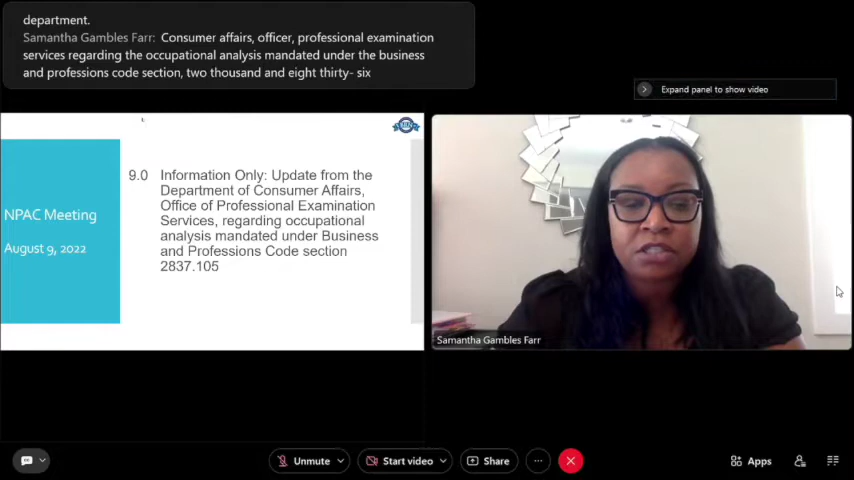 department.
Samantha Gambles Farr: Consumer affairs, officer, professional examination
services regarding the occupational analysis mandated under the business
and professions code section, two thousand and eight thirty- six
Expand panel to show video
NPAC Meeting
August 9, 2022
9.0 Information Only: Update from the
Department of Consumer Affairs,
Office of Professional Examination
Services, regarding occupational
analysis mandated under Business
and Professions Code section
2837.105
Samantha Gambles Farr
Unmute
Start video
Share
Apps